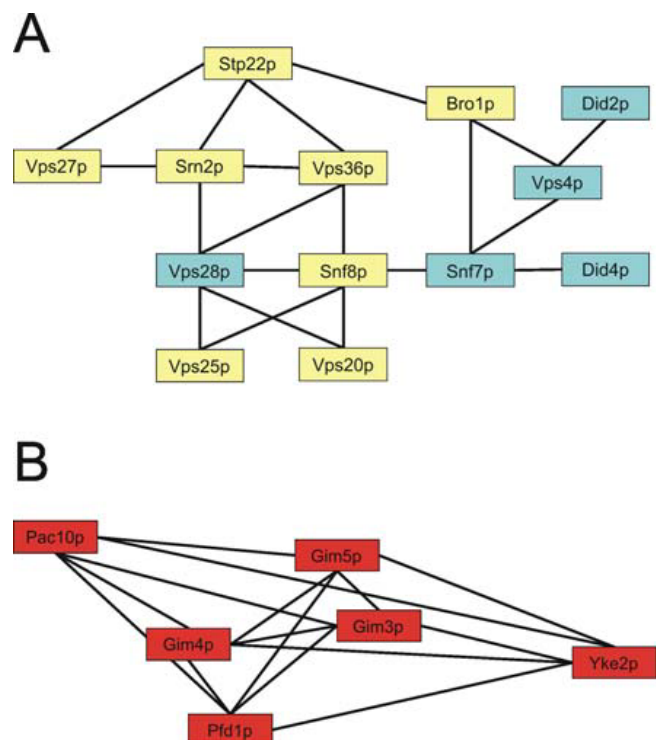 A
Stp22p
Bro1p
Did2p
Vps27p
Srn2p
Vps36p
Vps4p
Vps28p
Snf8p
Snf7p
Did4p
Vps25p
Vps20p
B
Pac10p
Gim5p
Gim3p
Gim4p
Yke2p
Pfd1p